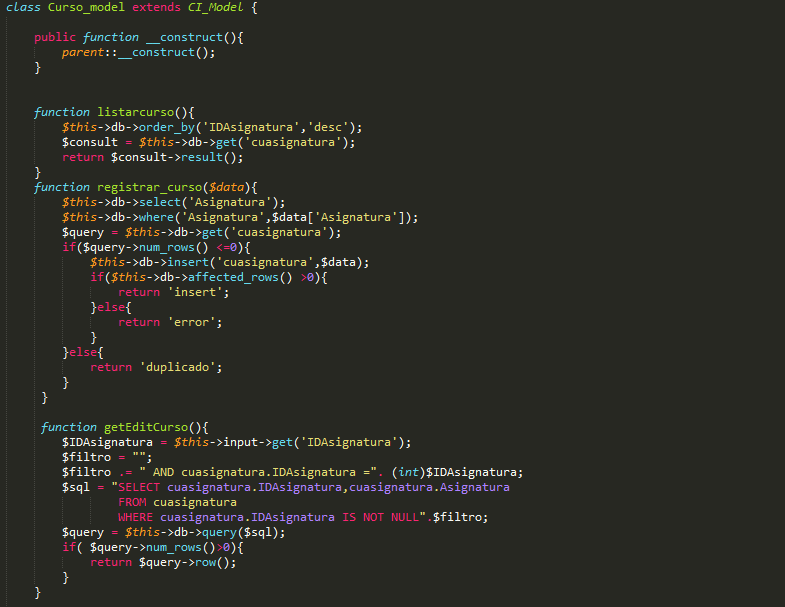 class Curso_model extends CI_Model {
public function __construct(){
parent::__construct();
}
function listarcurso(){
$this->db->order_by('IDAsignatura','desc');
$consult = $this->db->get('cuasignatura');
return $consult->result();
}
function registrar_curso($data){
$this->db->select('Asignatura');
$this->db->where('Asignatura',$data['Asignatura']);
$query = $this->db->get('cuasignatura');
if($query->num_rows() <=0){
$this->db->insert('cuasignatura',$data);
if($this->db->affected_rows() >0){
return 'insert';
}else{
return 'error';
}
}else{
return 'duplicado';
}
}
function getEditCurso(){
$IDAsignatura = $this->input->get('IDAsignatura');
$filtro = "";
$filtro .= " AND cuasignatura.IDAsignatura =". (int)$IDAsignatura;
$sql = "SELECT cuasignatura.IDAsignatura,cuasignatura.Asignatura
FROM cuasignatura
WHERE cuasignatura.IDAsignatura IS NOT NULL".$filtro;
$query = $this->db->query($sql);
if( $query->num_rows()>0){
return $query->row();
}
}